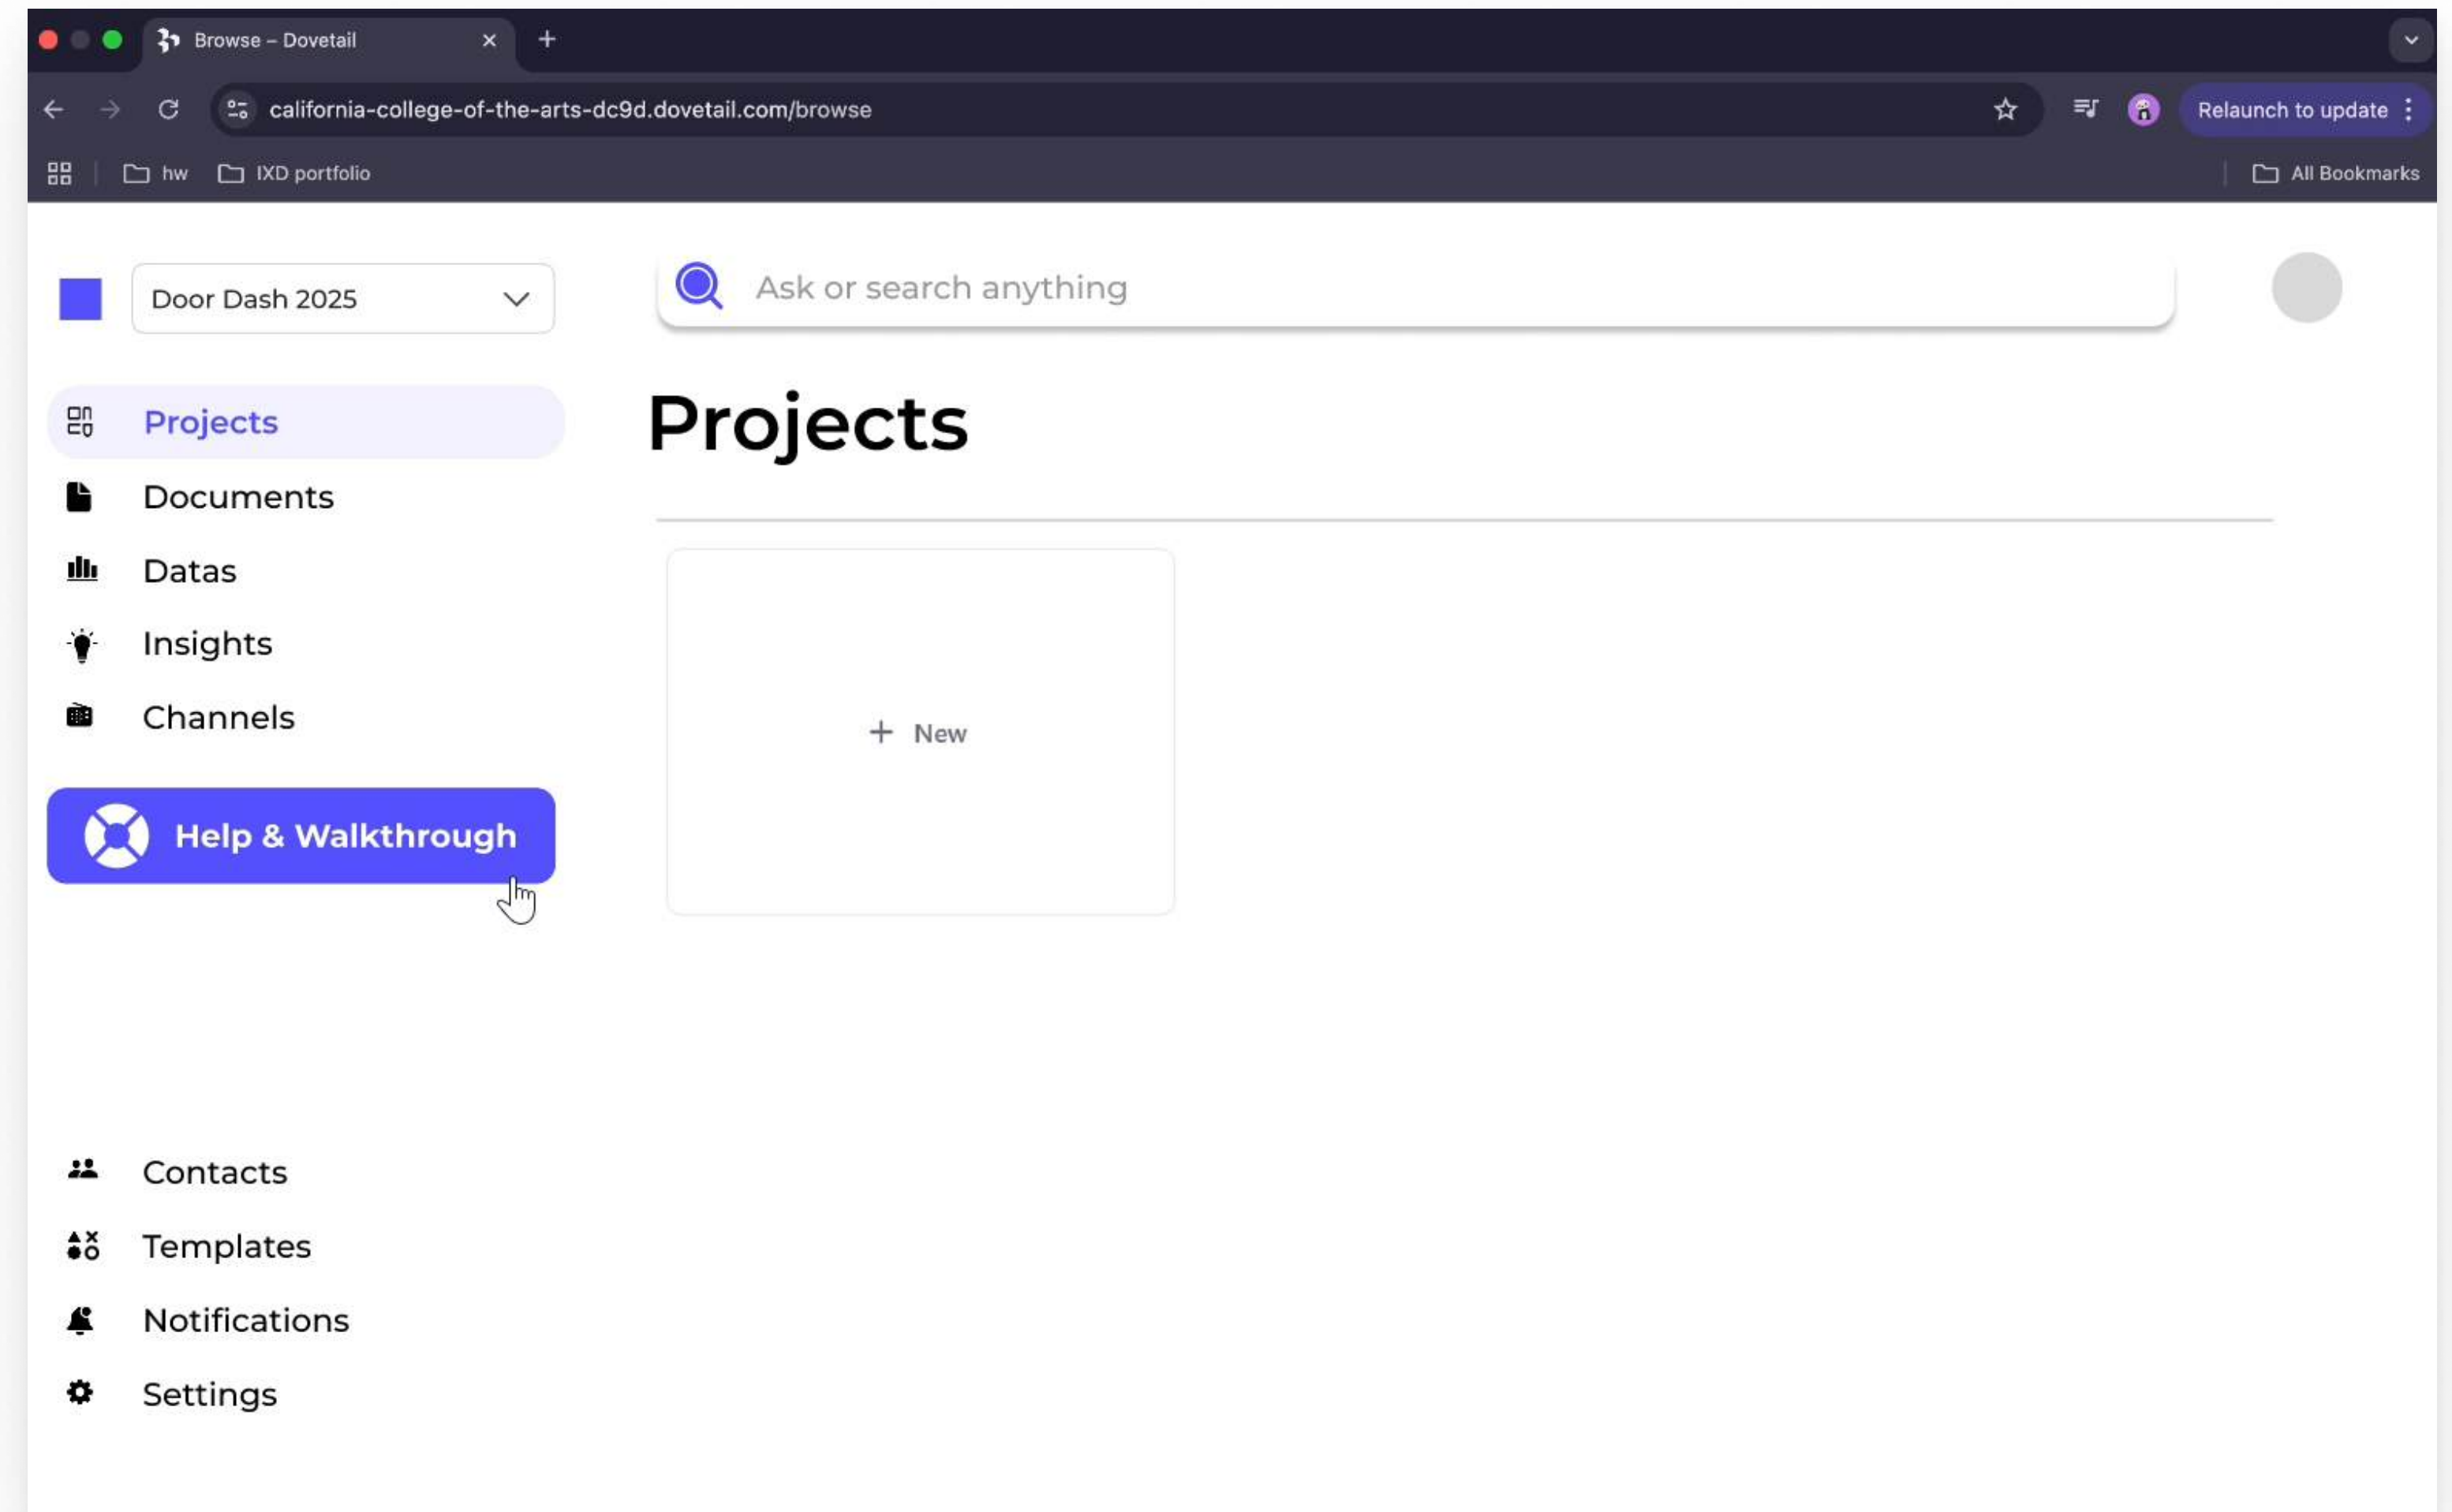 Browse – Dovetail
california-college-of-the-arts-dc9d.dovetail.com/browse
Relaunch to update
hw
IXD portfolio
All Bookmarks
Door Dash 2025
Ask or search anything
Projects
Documents
Datas
Insights
Channels
Help & Walkthrough
Contacts
Templates
Notifications
Settings
Projects
+ New